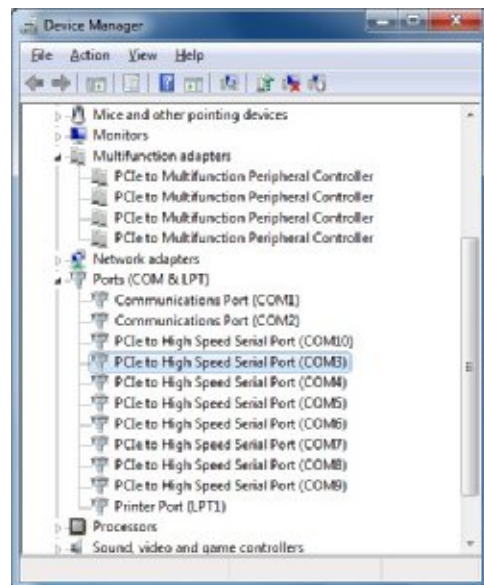 Device Manager
File Action View Help
Mice and other pointing devices
Monitors
Multifunction adapters
PCIe to Multifunction Peripheral Controller
PCIe to Multifunction Peripheral Controller
PCIe to Multifunction Peripheral Controller
PCIe to Multifunction Peripheral Controller
Network adapters
Ports (COM & LPT)
Communications Port (COM1)
Communications Port (COM2)
PCIe to High Speed Serial Port (COM10)
PCIe to High Speed Serial Port (COM3)
PCIe to High Speed Serial Port (COM4)
PCIe to High Speed Serial Port (COM5)
PCIe to High Speed Serial Port (COM6)
PCIe to High Speed Serial Port (COM7)
PCIe to High Speed Serial Port (COM8)
PCIe to High Speed Serial Port (COM9)
Printer Port (LPT1)
Processors
Sound, video and game controllers